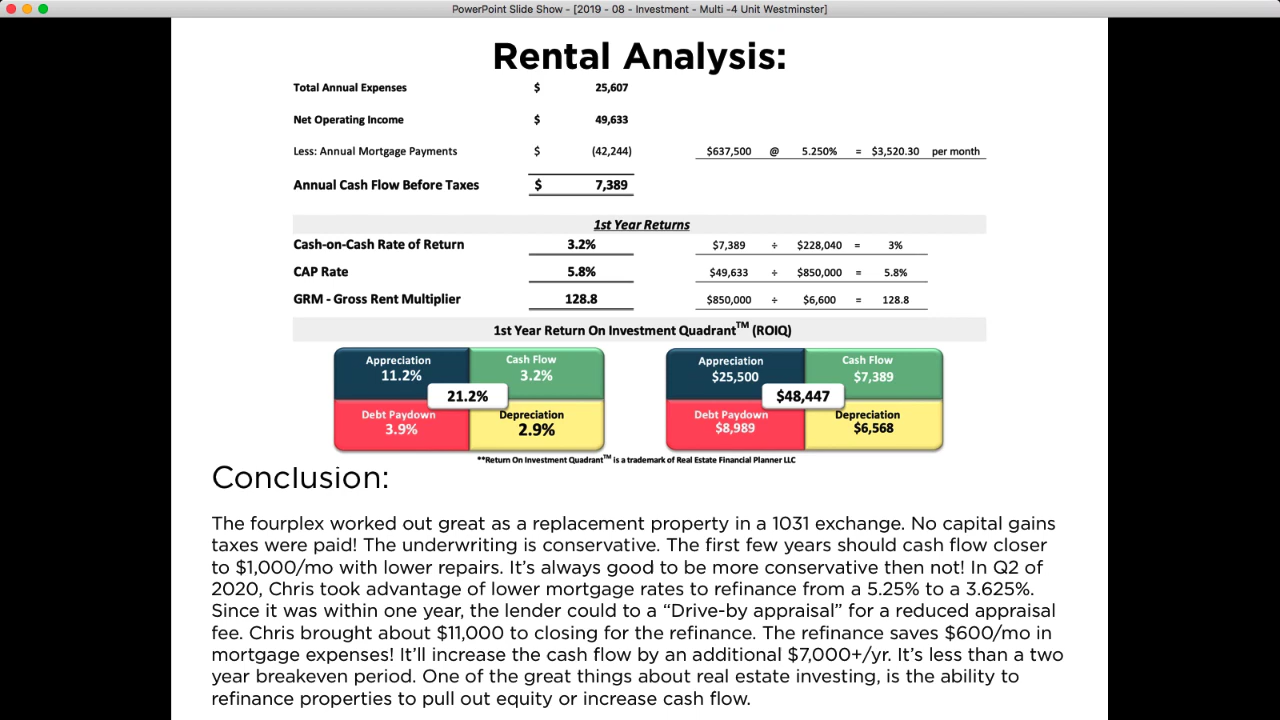 PowerPoint Slide Show - [2019 - 08 - Investment - Multi -4 Unit Westminster]
Rental Analysis:
Total Annual Expenses $ 25,607
Net Operating Income $ 49,633
Less: Annual Mortgage Payments $ (42,244) $637,500 @ 5.250% = $3,520.30 per month
Annual Cash Flow Before Taxes $ 7,389
1st Year Returns
Cash-on-Cash Rate of Return 3.2% $7,389 ÷ $228,040 = 3%
CAP Rate 5.8% $49,633 ÷ $850,000 = 5.8%
GRM - Gross Rent Multiplier 128.8 $850,000 ÷ $6,600 = 128.8
1st Year Return On Investment Quadrant™ (ROIQ)
Appreciation Cash Flow Appreciation Cash Flow
11.2% 3.2% $25,500 $7,389
21.2% $48,447
Debt Paydown Depreciation Debt Paydown Depreciation
3.9% 2.9% $8,989 $6,568
**Return On Investment Quadrant™ is a trademark of Real Estate Financial Planner LLC
Conclusion:
The fourplex worked out great as a replacement property in a 1031 exchange. No capital gains
taxes were paid! The underwriting is conservative. The first few years should cash flow closer
to $1,000/mo with lower repairs. It’s always good to be more conservative then not! In Q2 of
2020, Chris took advantage of lower mortgage rates to refinance from a 5.25% to a 3.625%.
Since it was within one year, the lender could to a “Drive-by appraisal” for a reduced appraisal
fee. Chris brought about $11,000 to closing for the refinance. The refinance saves $600/mo in
mortgage expenses! It’ll increase the cash flow by an additional $7,000+/yr. It’s less than a two
year breakeven period. One of the great things about real estate investing, is the ability to
refinance properties to pull out equity or increase cash flow.